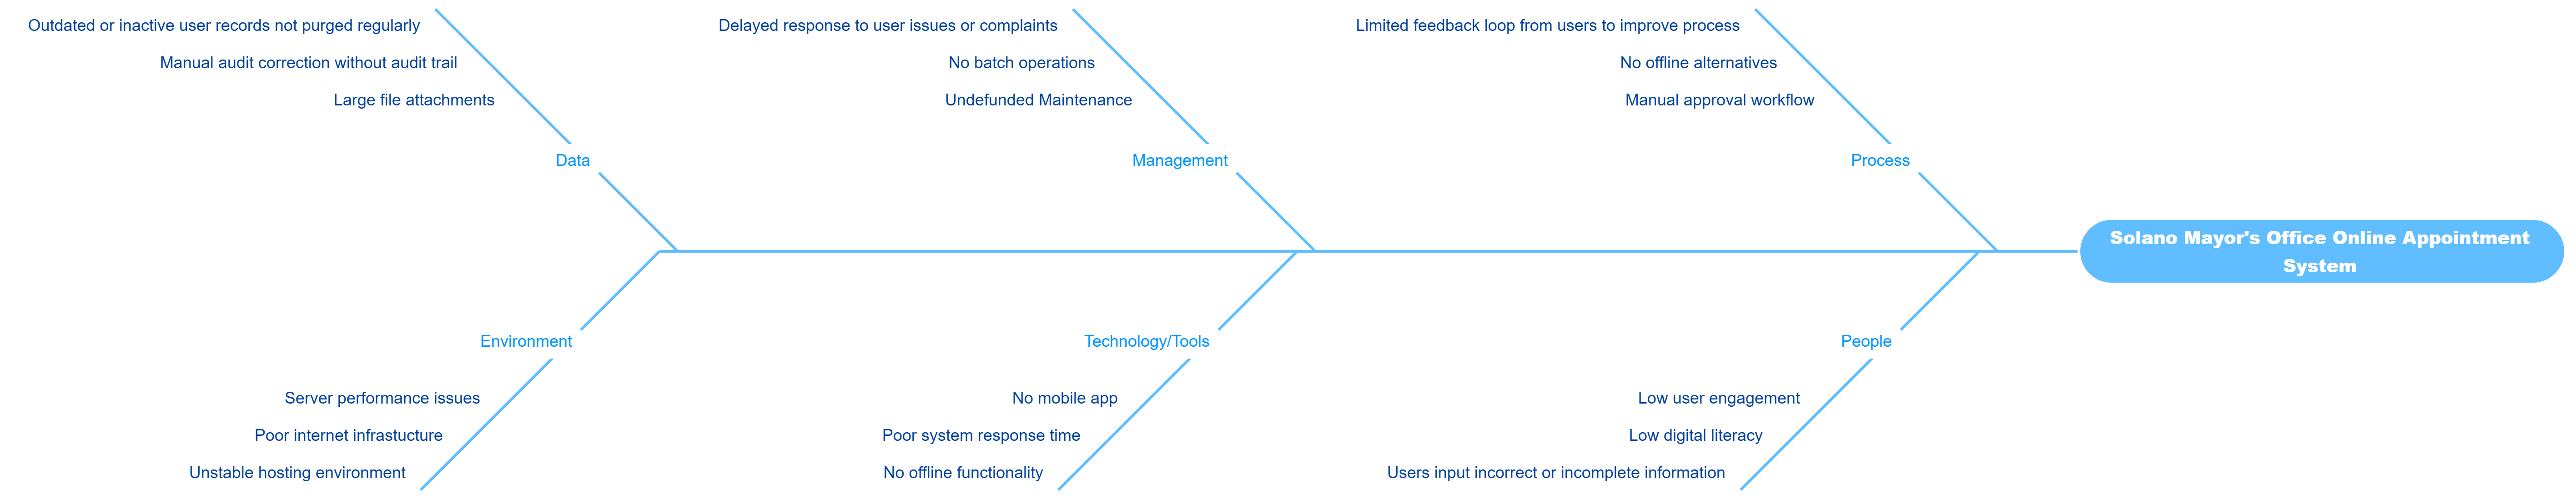 Outdated or inactive user records not purged regularly
Manual audit correction without audit trail
Large file attachments
Data
Delayed response to user issues or complaints
No batch operations
Undefunded Maintenance
Management
Limited feedback loop from users to improve process
No offline alternatives
Manual approval workflow
Process
Solano Mayor's Office Online Appointment
System
Environment
Server performance issues
Poor internet infrastucture
Unstable hosting environment
Technology/Tools
No mobile app
Poor system response time
No offline functionality
People
Low user engagement
Low digital literacy
Users input incorrect or incomplete information